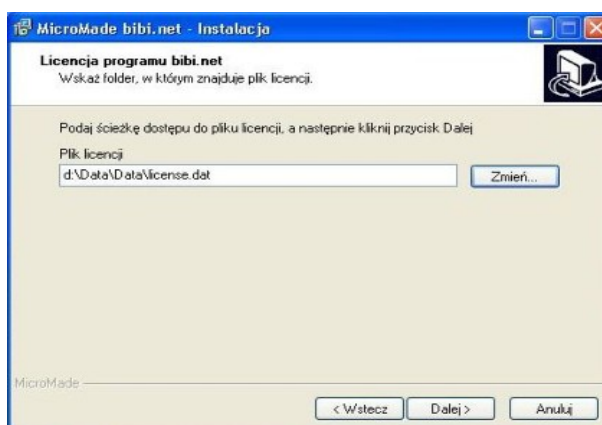 MicroMade bibi.net - Instalacja
Licencja programu bibi.net
Wskaż folder, w którym znajduje plik licencji.
Podaj ścieżkę dostępu do pliku licencji, a następnie kliknij przycisk Dalej
Plik licencji
d:\Data\Data\license.dat
Zmień...
MicroMade
< Wstecz
Dalej >
Anuluj